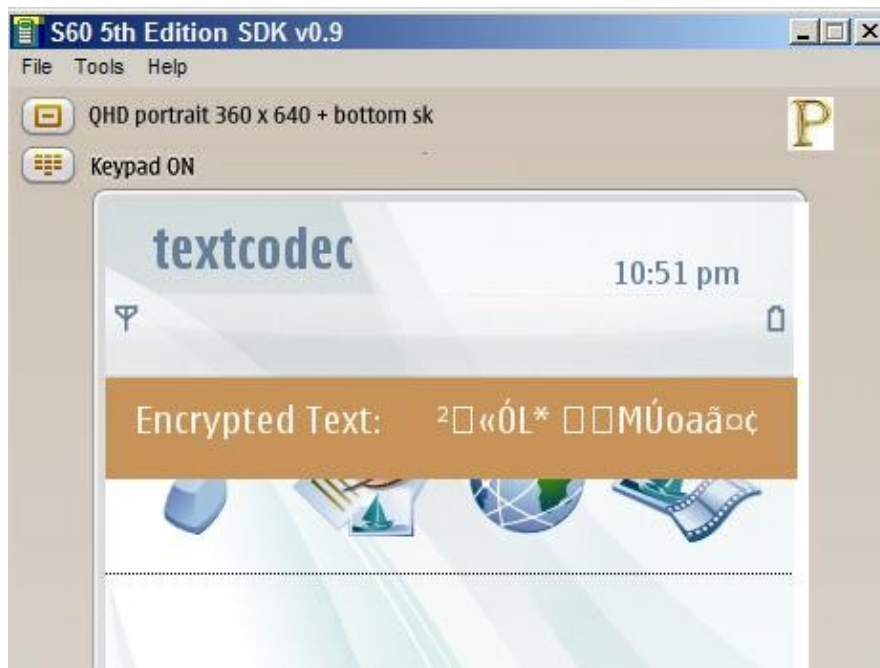 S60 5th Edition SDK v0.9
File Tools Help
QHD portrait 360 x 640 + bottom sk
P
Keypad ON
textcodec
10:51 pm
Encrypted Text: ²□«ÓL* □□MÚoaã¤¢